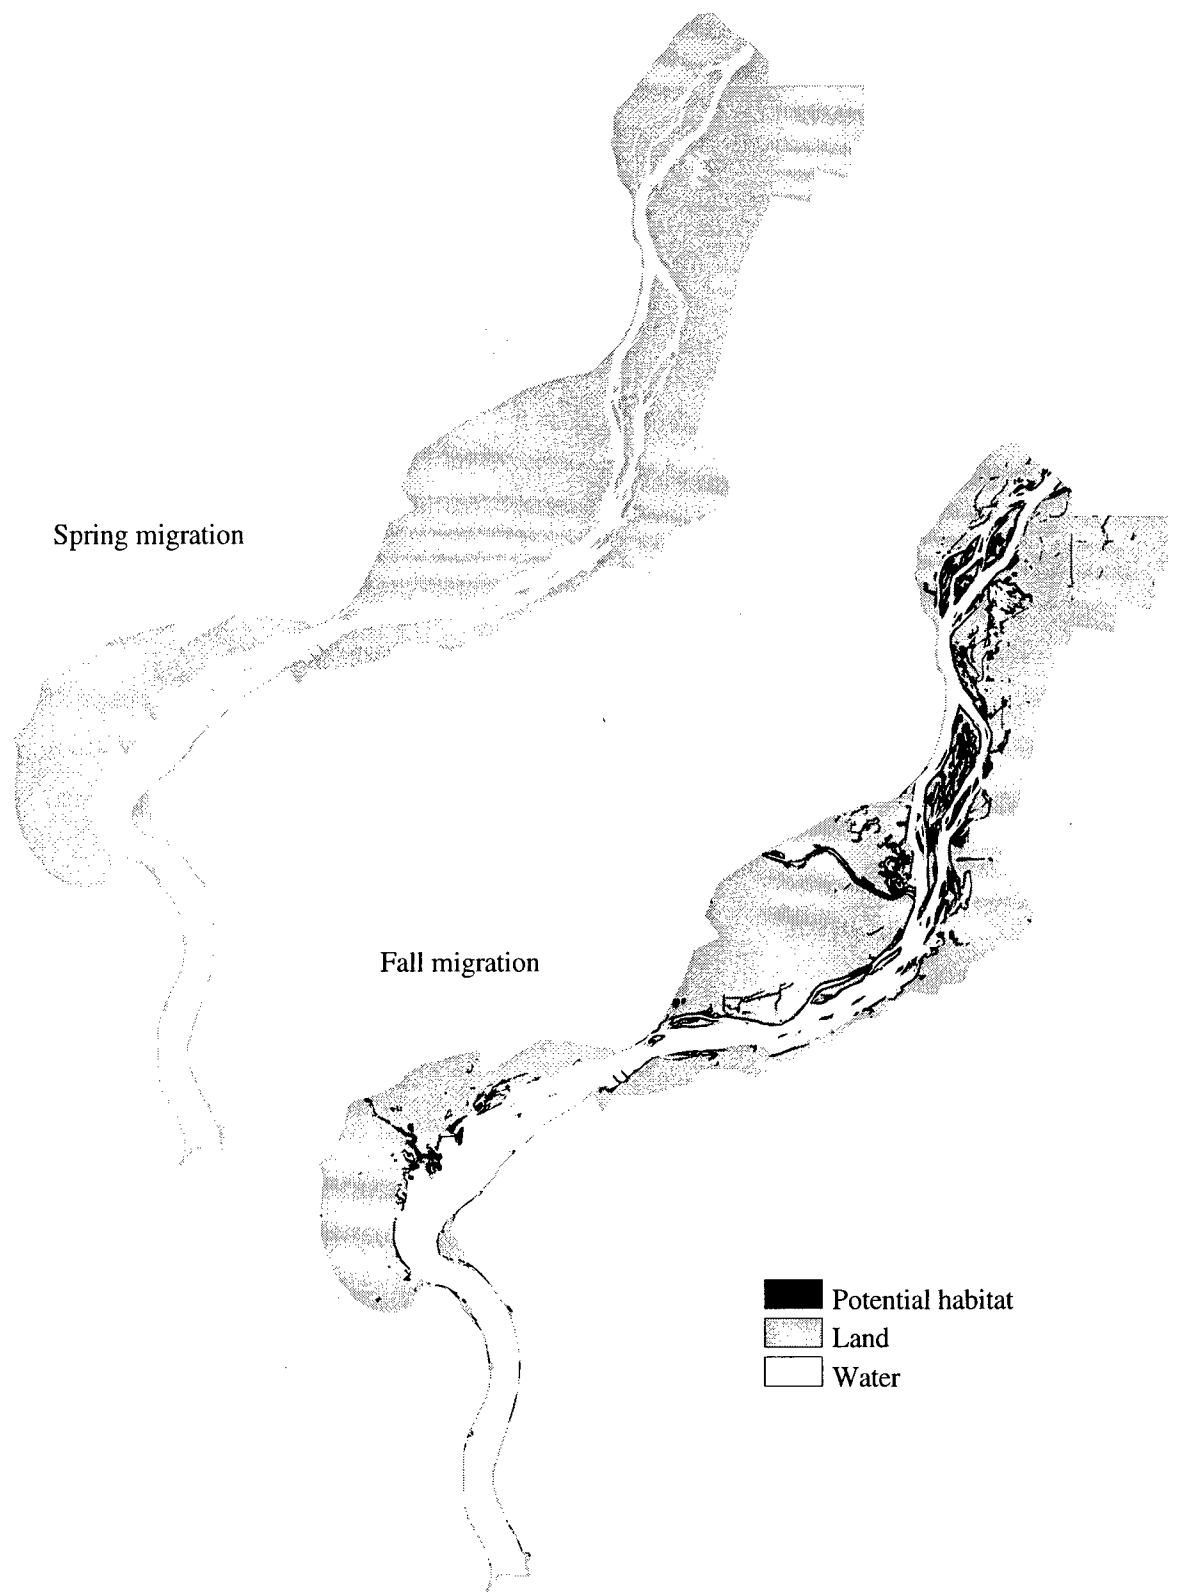 Spring migration
Fall migration
Potential habitat
Land
Water